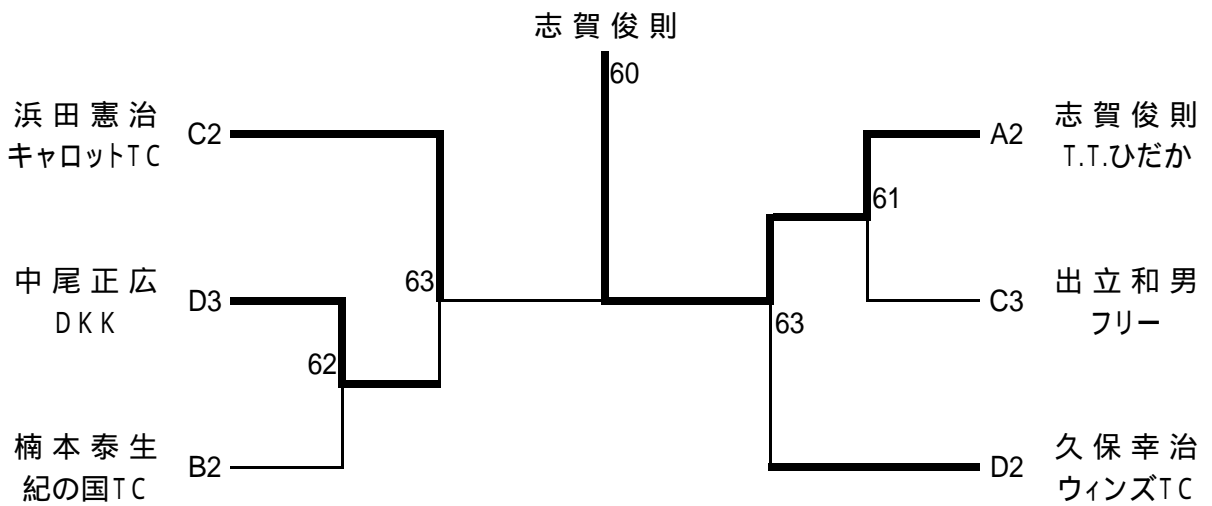 志賀俊則
60
浜田憲治
キャロットTC
C2
中尾正広
DKK
D3
楠本泰生
紀の国TC
B2
63
62
志賀俊則
T.T.ひだか
A2
61
出立和男
フリー
C3
63
久保幸治
ウィンズTC
D2